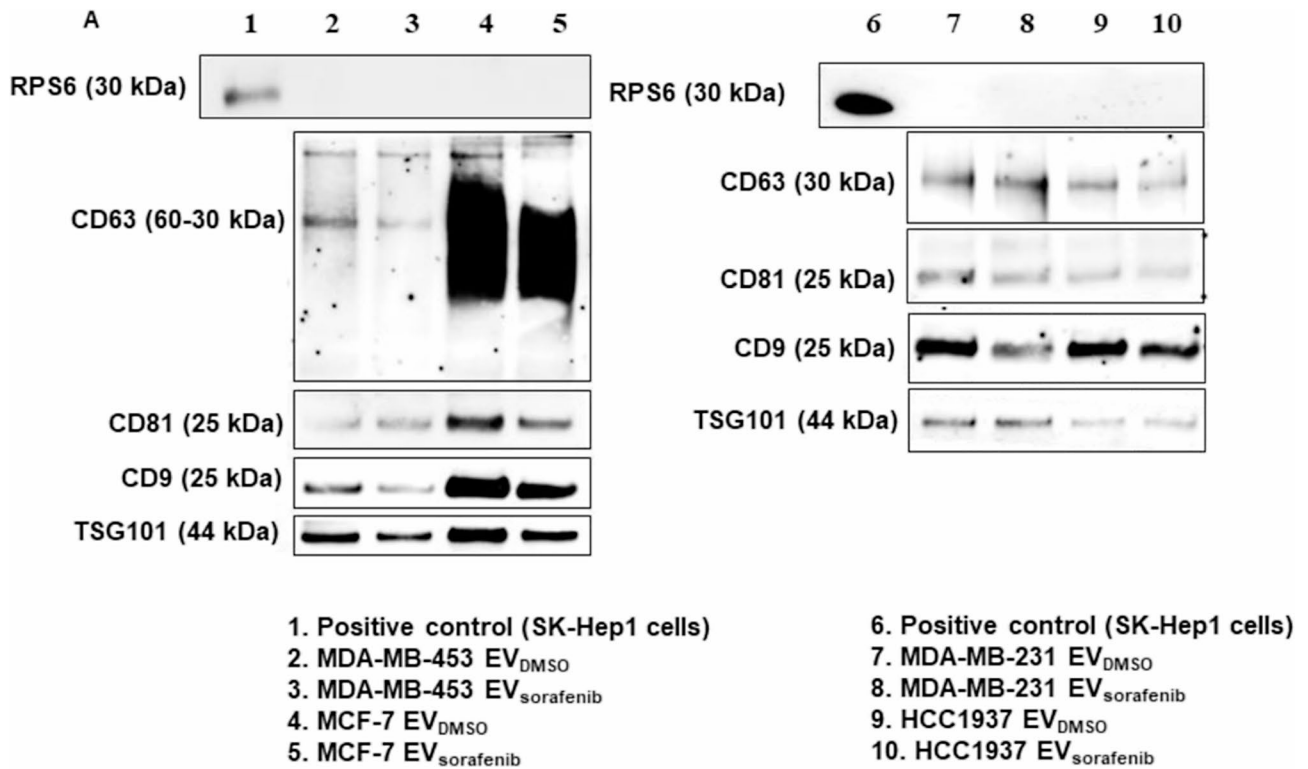 A 1 2 3 4 5
RPS6 (30 kDa)
CD63 (60-30 kDa)
CD81 (25 kDa)
CD9 (25 kDa)
TSG101 (44 kDa)
1. Positive control (SK-Hep1 cells)
2. MDA-MB-453 EVDMSO
3. MDA-MB-453 EVsorafenib
4. MCF-7 EVDMSO
5. MCF-7 EVsorafenib
6 7 8 9 10
RPS6 (30 kDa)
CD63 (30 kDa)
CD81 (25 kDa)
CD9 (25 kDa)
TSG101 (44 kDa)
6. Positive control (SK-Hep1 cells)
7. MDA-MB-231 EVDMSO
8. MDA-MB-231 EVsorafenib
9. HCC1937 EVDMSO
10. HCC1937 EVsorafenib